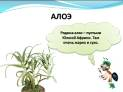 АЛОЭ
Родина алоэ – пустыни
Южной Африки. Там
очень жарко и сухо.